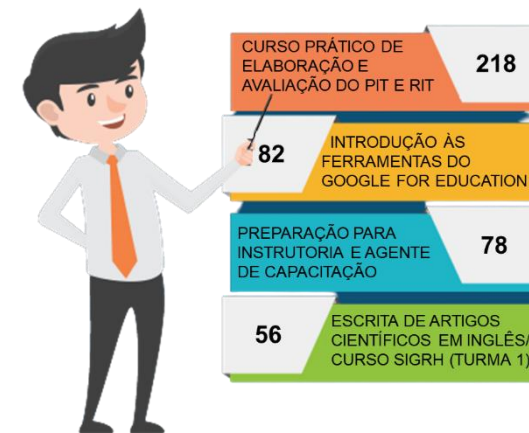 CURSO PRÁTICO DE
ELABORAÇÃO E
AVALIAÇÃO DO PIT E RIT
218
82
INTRODUÇÃO ÀS
FERRAMENTAS DO
GOOGLE FOR EDUCATION
PREPARAÇÃO PARA
INSTRUTORIA E AGENTE
DE CAPACITAÇÃO
78
56
ESCRITA DE ARTIGOS
CIENTÍFICOS EM INGLÊS/
CURSO SIGRH (TURMA 1)